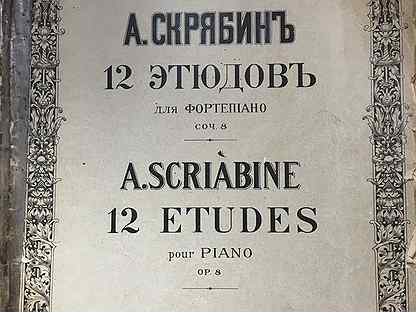 А.СКРЯБИНЪ
12 ЭТЮДОВЪ
для ФОРТЕПІАНО
СОЧ. 8
A.SCRIÀBINE
12 ETUDES
pour PIANO
OP. 8